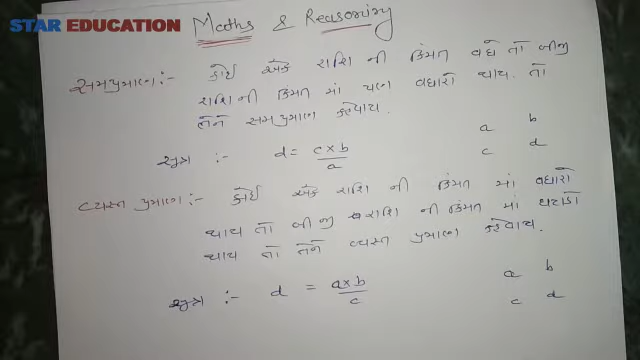 STAR EDUCATION
Maths & Reasoning
સમપ્રમાણ :- કોઈ એક રાશિ ની કિંમત વધે તો બીજી
રાશિ ની કિંમત માં પણ વધારો થાય તો
તેને સમપ્રમાણ કહેવાય.
સૂત્ર :- d = c × b / a
a b
c d
વ્યસ્ત પ્રમાણ :- કોઈ એક રાશિ ની કિંમત માં વધારો
થાય તો બીજી રાશિ ની કિંમત માં ઘટાડો
થાય તો તેને વ્યસ્ત પ્રમાણ કહેવાય.
સૂત્ર :- d = a × b / c
a b
c d